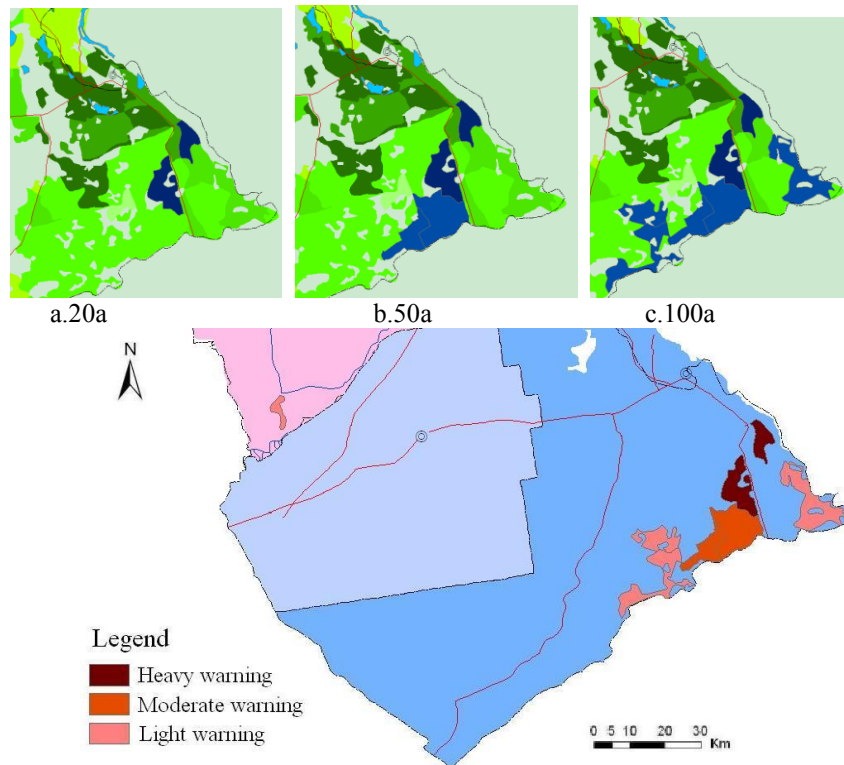 a.20a
b.50a
c.100a
N
Legend
Heavy warning
Moderate warning
Light warning
0 5 10 20 30
Km